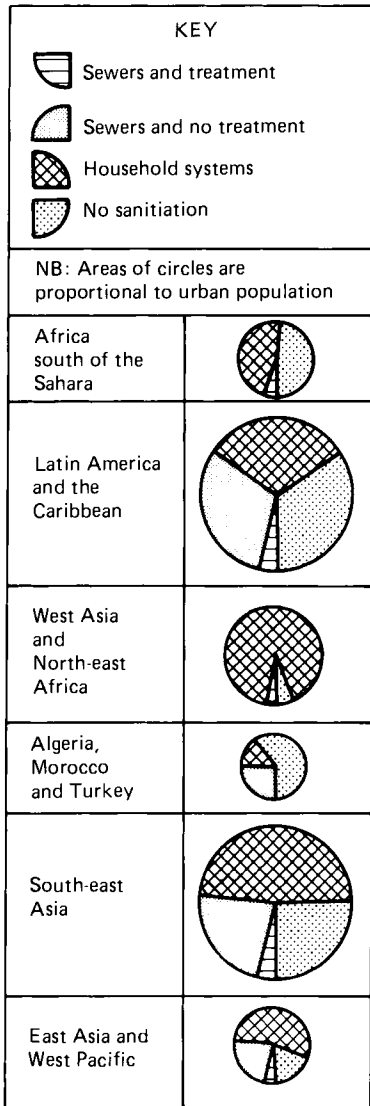 KEY
Sewers and treatment
Sewers and no treatment
Household systems
No sanitiation
NB: Areas of circles are
proportional to urban population
Africa
south of the
Sahara
Latin America
and the
Caribbean
West Asia
and
North-east
Africa
Algeria,
Morocco
and Turkey
South-east
Asia
East Asia and
West Pacific